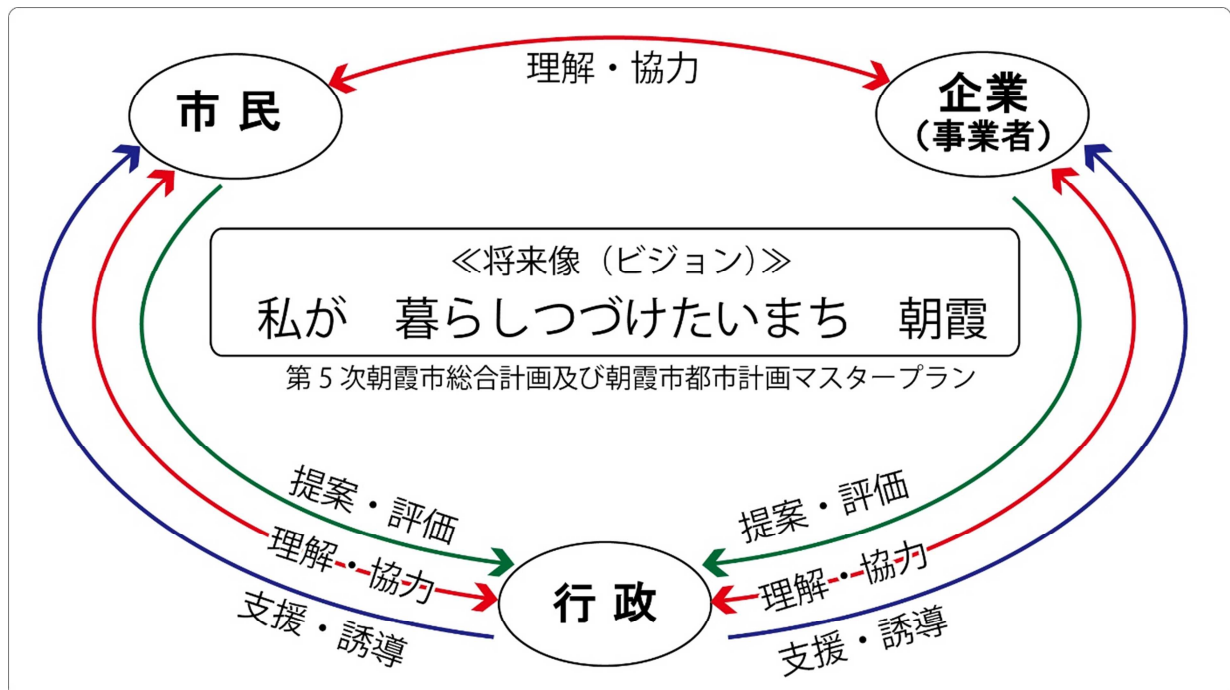 理解・協力
市民
企業
（事業者）
≪将来像（ビジョン）≫
私が　暮らしつづけたいまち　朝霞
第5次朝霞市総合計画及び朝霞市都市計画マスタープラン
提案・評価
提案・評価
理解・協力
理解・協力
行政
支援・誘導
支援・誘導